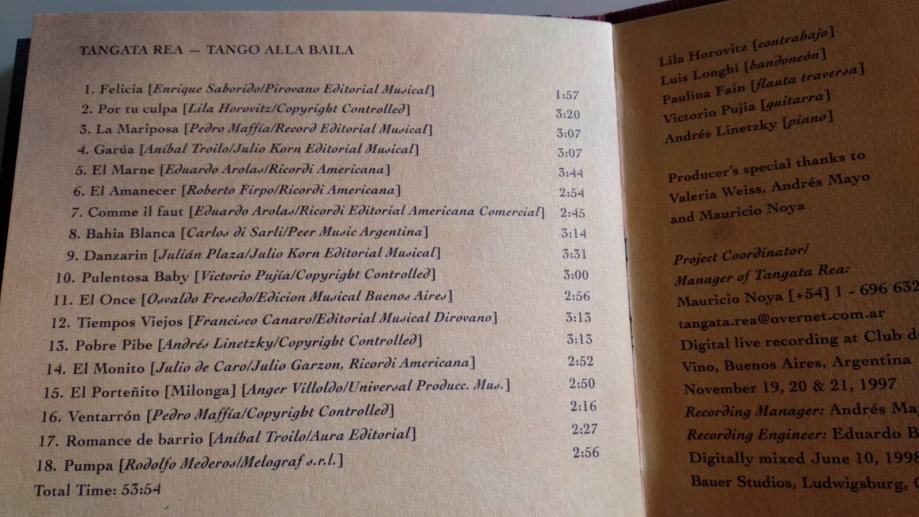 TANGATA REA – TANGO ALLA BAILA
1. Felicia [Enrique Saborido/Pirovano Editorial Musical] 1:57
2. Por tu culpa [Lila Horovitz/Copyright Controlled] 3:20
3. La Mariposa [Pedro Maffía/Record Editorial Musical] 3:07
4. Garúa [Aníbal Troilo/Julio Korn Editorial Musical] 3:07
5. El Marne [Eduardo Arolas/Ricordi Americana] 3:44
6. El Amanecer [Roberto Firpo/Ricordi Americana] 2:54
7. Comme il faut [Eduardo Arolas/Ricordi Editorial Americana Comercial] 2:45
8. Bahia Blanca [Carlos di Sarli/Peer Music Argentina] 3:14
9. Danzarin [Julián Plaza/Julio Korn Editorial Musical] 3:31
10. Pulentosa Baby [Victorio Pujía/Copyright Controlled] 3:00
11. El Once [Osvaldo Fresedo/Edicion Musical Buenos Aires] 2:56
12. Tiempos Viejos [Francisco Canaro/Editorial Musical Dirovano] 3:13
13. Pobre Pibe [Andrés Linetzky/Copyright Controlled] 3:13
14. El Monito [Julio de Caro/Julio Garzon, Ricordi Americana] 2:52
15. El Porteñito [Milonga] [Anger Villoldo/Universal Producc. Mus.] 2:50
16. Ventarrón [Pedro Maffía/Copyright Controlled] 2:16
17. Romance de barrio [Aníbal Troilo/Aura Editorial] 2:27
18. Pumpa [Rodolfo Mederos/Melograf s.r.l.] 2:56
Total Time: 53:54
Lila Horovitz [contrabajo]
Luis Longhi [bandoneón]
Paulina Fain [flauta traversa]
Victorio Pujia [guitarra]
Andrés Linetzky [piano]
Producer's special thanks to
Valeria Weiss, Andrés Mayo
and Mauricio Noya
Project Coordinator/
Manager of Tangata Rea:
Mauricio Noya [+54] 1 - 696 632
tangata.rea@overnet.com.ar
Digital live recording at Club d
Vino, Buenos Aires, Argentina
November 19, 20 & 21, 1997
Recording Manager: Andrés May
Recording Engineer: Eduardo B
Digitally mixed June 10, 1998
Bauer Studios, Ludwigsburg,